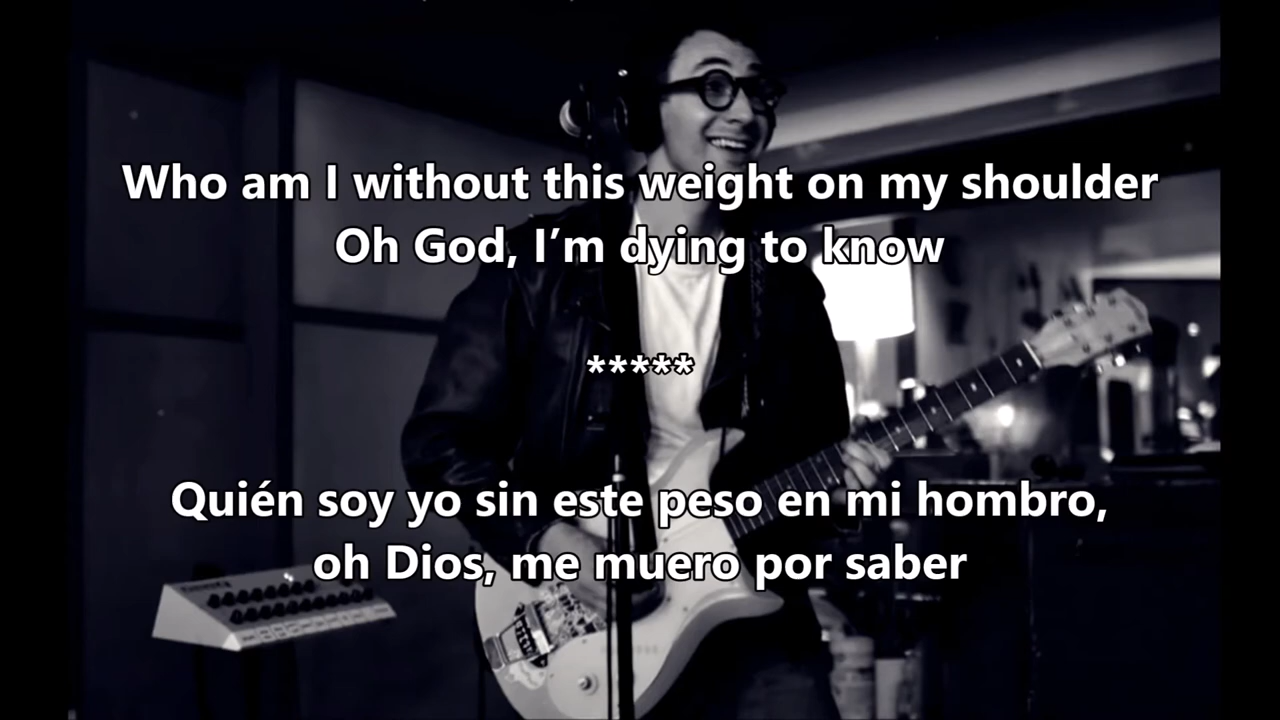 Who am I without this weight on my shoulder
Oh God, I’m dying to know
*****
Quién soy yo sin este peso en mi hombro,
oh Dios, me muero por saber